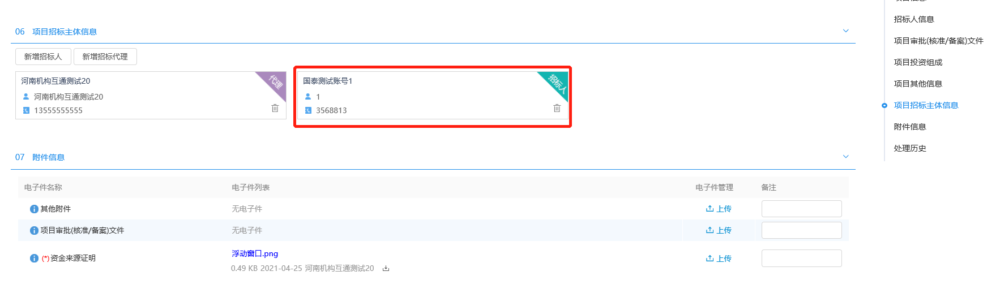 06 项目招标主体信息
新增招标人 新增招标代理
河南机构互通测试20
代理
河南机构互通测试20
13555555555
国泰测试账号1
招标人
1
3568813
07 附件信息
电子件名称 电子件列表 电子件管理 备注
其他附件 无电子件 上传
项目审批(核准/备案)文件 无电子件 上传
(*)资金来源证明 浮动窗口.png 上传
0.49 KB 2021-04-25 河南机构互通测试20
招标人信息
项目审批(核准/备案)文件
项目投资组成
项目其他信息
项目招标主体信息
附件信息
处理历史